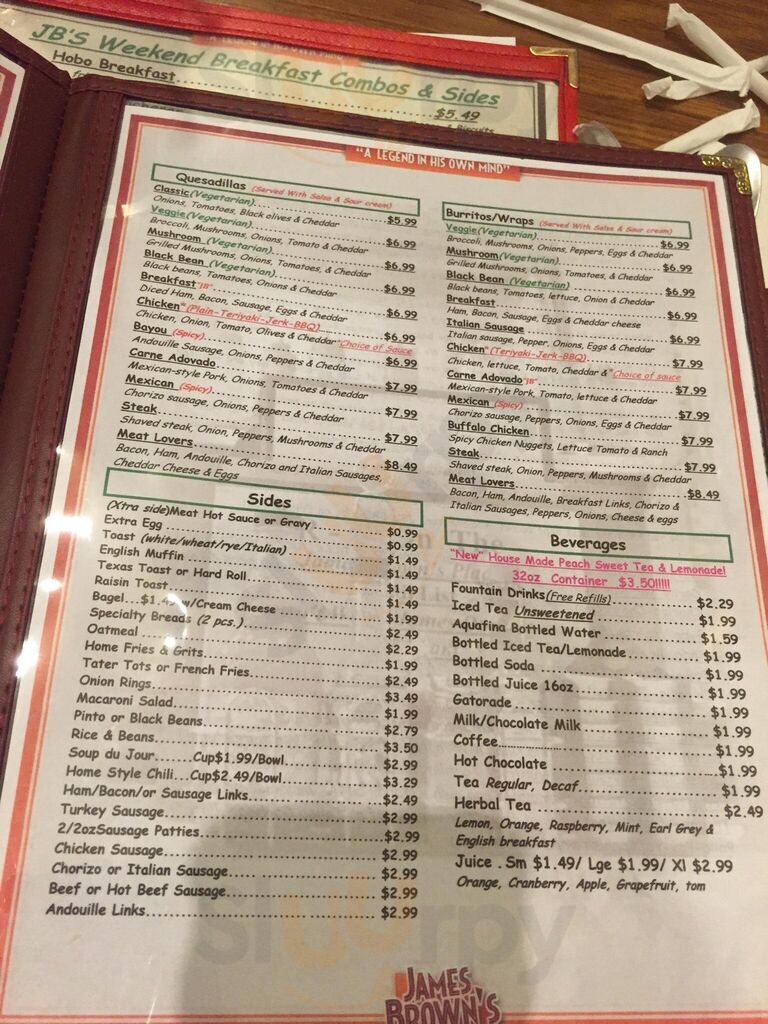 JB'S Weekend Breakfast Combos & Sides
Hobo Breakfast..................$5.49
"A LEGEND IN HIS OWN MIND"
Quesadillas (Served With Salsa & Sour cream)
Classic(Vegetarian)..................$5.99
Onions, Tomatoes, Black olives & Cheddar
Veggie(Vegetarian)..................$6.99
Broccoli, Mushrooms, Onions, Tomato & Cheddar
Mushroom (Vegetarian)..................$6.99
Grilled Mushrooms, Onions, Tomatoes, & Cheddar
Black Bean (Vegetarian)..................$6.99
Black beans, Tomatoes, Onions & Cheddar
Breakfast"JB"..................$6.99
Diced Ham, Bacon, Sausage, Eggs & Cheddar
Chicken*(Plain-Teriyaki-Jerk-BBQ)..................$6.99
Chicken, Onion, Tomato, Olives & Cheddar*Choice of Sauce
Bayou (Spicy)..................$6.99
Andouille Sausage, Onions, Peppers & Cheddar
Carne Adovado..................$7.99
Mexican-style Pork, Onions, Tomatoes & Cheddar
Mexican (Spicy)..................$7.99
Chorizo sausage, Onions, Peppers & Cheddar
Steak..................$7.99
Shaved steak, Onion, Peppers, Mushrooms & Cheddar
Meat Lovers..................$8.49
Bacon, Ham, Andouille, Chorizo and Italian Sausages,
Cheddar Cheese & Eggs
Sides
(Xtra side)Meat Hot Sauce or Gravy ..................$0.99
Extra Egg ..................$0.99
Toast (white/wheat/rye/Italian)..................$1.49
English Muffin ..................$1.49
Texas Toast or Hard Roll..................$1.49
Raisin Toast..................$1.49
Bagel...$1.49 w/Cream Cheese ..................$1.99
Specialty Breads (2 pcs.)..................$2.49
Oatmeal ..................$2.29
Home Fries & Grits..................$1.99
Tater Tots or French Fries..................$2.49
Onion Rings..................$3.49
Macaroni Salad..................$1.99
Pinto or Black Beans..................$2.79
Rice & Beans..................$3.50
Soup du Jour.......Cup$1.99/Bowl..................$2.99
Home Style Chili....Cup$2.49/Bowl..................$3.29
Ham/Bacon/or Sausage Links..................$2.49
Turkey Sausage..................$2.99
2/2ozSausage Patties..................$2.99
Chicken Sausage..................$2.99
Chorizo or Italian Sausage..................$2.99
Beef or Hot Beef Sausage..................$2.99
Andouille Links..................$2.99
Burritos/Wraps (Served With Salsa & Sour cream)
Veggie(Vegetarian)..................$6.99
Broccoli, Mushrooms, Onions, Peppers, Eggs & Cheddar
Mushroom(Vegetarian)..................$6.99
Grilled Mushrooms, Onions, Tomatoes, & Cheddar
Black Bean (Vegetarian)..................$6.99
Black beans, Tomatoes, lettuce, Onion & Cheddar
Breakfast..................$6.99
Ham, Bacon, Sausage, Eggs & Cheddar cheese
Italian Sausage..................$6.99
Italian sausage, Pepper, Onions, Eggs & Cheddar
Chicken*(Teriyaki-Jerk-BBQ)..................$7.99
Chicken, lettuce, Tomato, Cheddar & *Choice of sauce
Carne Adovado"JB"..................$7.99
Mexican-style Pork, Tomato, lettuce & Cheddar
Mexican (Spicy)..................$7.99
Chorizo sausage, Peppers, Onions, Eggs & Cheddar
Buffalo Chicken..................$7.99
Spicy Chicken Nuggets, Lettuce Tomato & Ranch
Steak..................$7.99
Shaved steak, Onion, Peppers, Mushrooms & Cheddar
Meat Lovers..................$8.49
Bacon, Ham, Andouille, Breakfast Links, Chorizo &
Italian Sausages, Peppers, Onions, Cheese & eggs
Beverages
"New" House Made Peach Sweet Tea & Lemonade!
32oz Container $3.50!!!!!
Fountain Drinks(Free Refills) ..................$2.29
Iced Tea Unsweetened ..................$1.99
Aquafina Bottled Water ..................$1.59
Bottled Iced Tea/Lemonade..................$1.99
Bottled Soda ..................$1.99
Bottled Juice 16oz..................$1.99
Gatorade ..................$1.99
Milk/Chocolate Milk ..................$1.99
Coffee..................$1.99
Hot Chocolate ..................$1.99
Tea Regular, Decaf..................$1.99
Herbal Tea ..................$2.49
Lemon, Orange, Raspberry, Mint, Earl Grey &
English breakfast
Juice . Sm $1.49/ Lge $1.99/ Xl $2.99
Orange, Cranberry, Apple, Grapefruit, tom
JAMES
BROWN'S
sluurpy